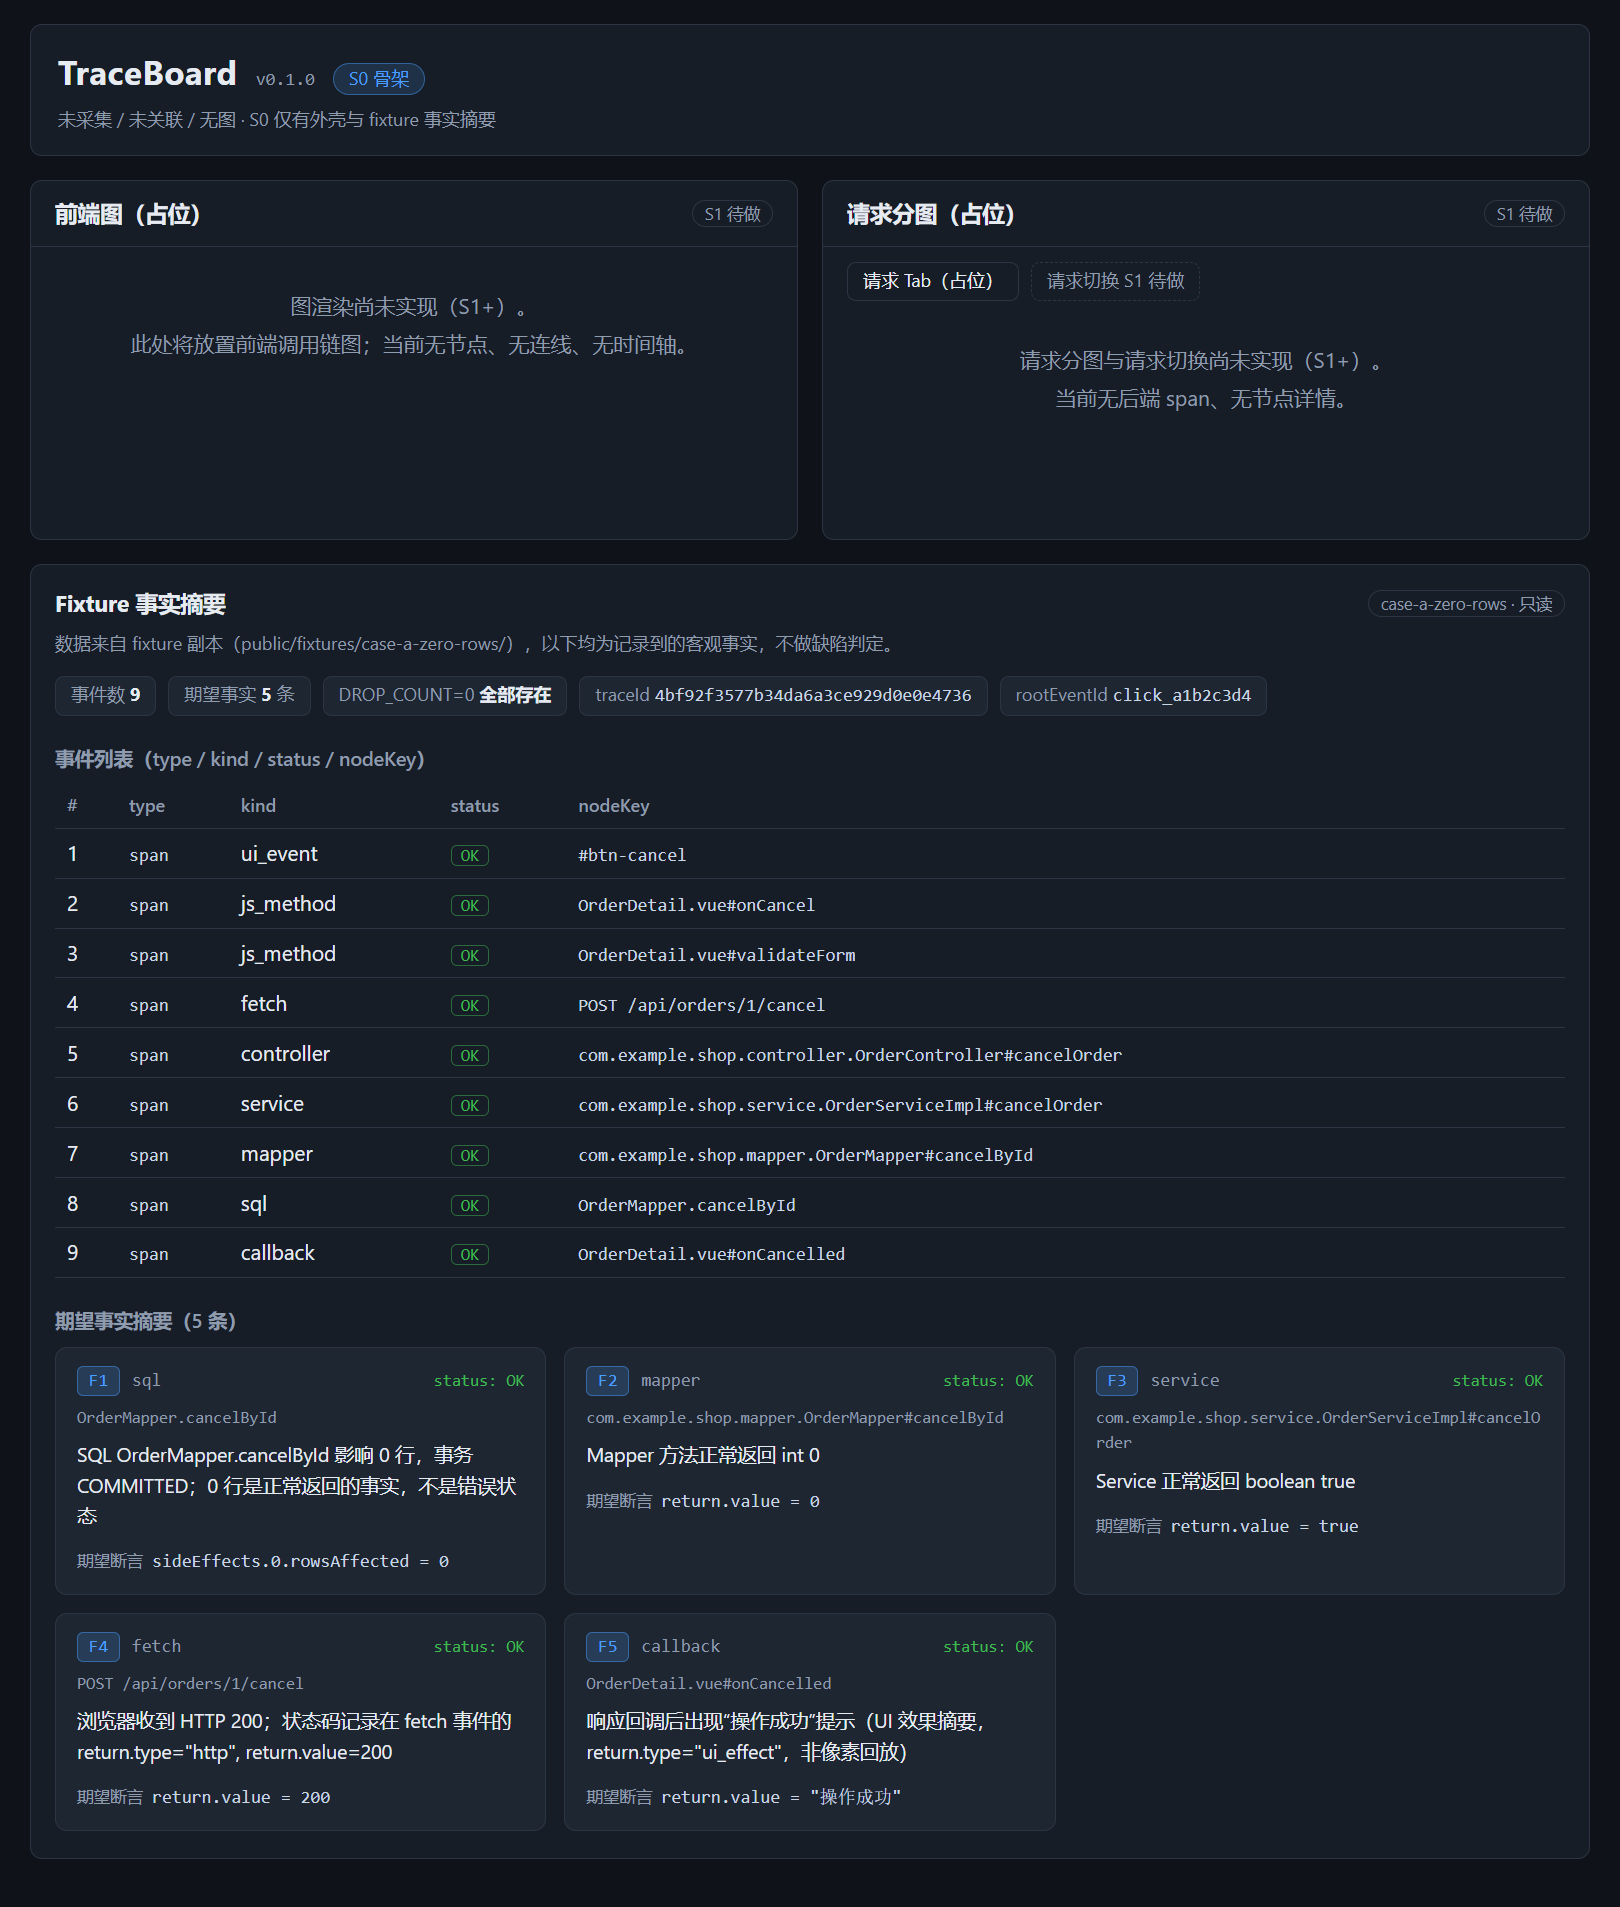 TraceBoard v0.1.0 S0 骨架
未采集 / 未关联 / 无图 · S0 仅有外壳与 fixture 事实摘要
前端图（占位） S1 待做
图渲染尚未实现（S1+）。
此处将放置前端调用链图；当前无节点、无连线、无时间轴。
请求分图（占位） S1 待做
请求 Tab（占位） 请求切换 S1 待做
请求分图与请求切换尚未实现（S1+）。
当前无后端 span、无节点详情。
Fixture 事实摘要 case-a-zero-rows · 只读
数据来自 fixture 副本（public/fixtures/case-a-zero-rows/），以下均为记录到的客观事实，不做缺陷判定。
事件数 9 期望事实 5 条 DROP_COUNT=0 全部存在 traceId 4bf92f3577b34da6a3ce929d0e0e4736 rootEventId click_a1b2c3d4
事件列表（type / kind / status / nodeKey）
# type kind status nodeKey
1 span ui_event OK #btn-cancel
2 span js_method OK OrderDetail.vue#onCancel
3 span js_method OK OrderDetail.vue#validateForm
4 span fetch OK POST /api/orders/1/cancel
5 span controller OK com.example.shop.controller.OrderController#cancelOrder
6 span service OK com.example.shop.service.OrderServiceImpl#cancelOrder
7 span mapper OK com.example.shop.mapper.OrderMapper#cancelById
8 span sql OK OrderMapper.cancelById
9 span callback OK OrderDetail.vue#onCancelled
期望事实摘要（5 条）
F1 sql status: OK
OrderMapper.cancelById
SQL OrderMapper.cancelById 影响 0 行，事务
COMMITTED；0 行是正常返回的事实，不是错误状
态
期望断言 sideEffects.0.rowsAffected = 0
F2 mapper status: OK
com.example.shop.mapper.OrderMapper#cancelById
Mapper 方法正常返回 int 0
期望断言 return.value = 0
F3 service status: OK
com.example.shop.service.OrderServiceImpl#cancelO
rder
Service 正常返回 boolean true
期望断言 return.value = true
F4 fetch status: OK
POST /api/orders/1/cancel
浏览器收到 HTTP 200；状态码记录在 fetch 事件的
return.type="http", return.value=200
期望断言 return.value = 200
F5 callback status: OK
OrderDetail.vue#onCancelled
响应回调后出现“操作成功”提示（UI 效果摘要，
return.type="ui_effect"，非像素回放）
期望断言 return.value = "操作成功"